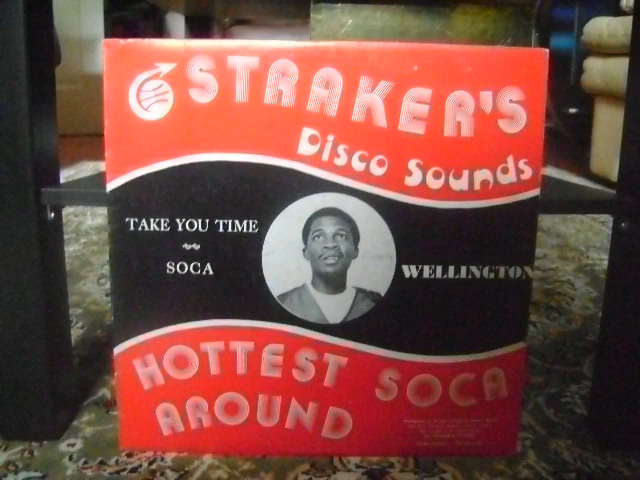 STRAKER'S
Disco Sounds
TAKE YOU TIME
SOCA
WELLINGTON
HOTTEST SOCA
AROUND